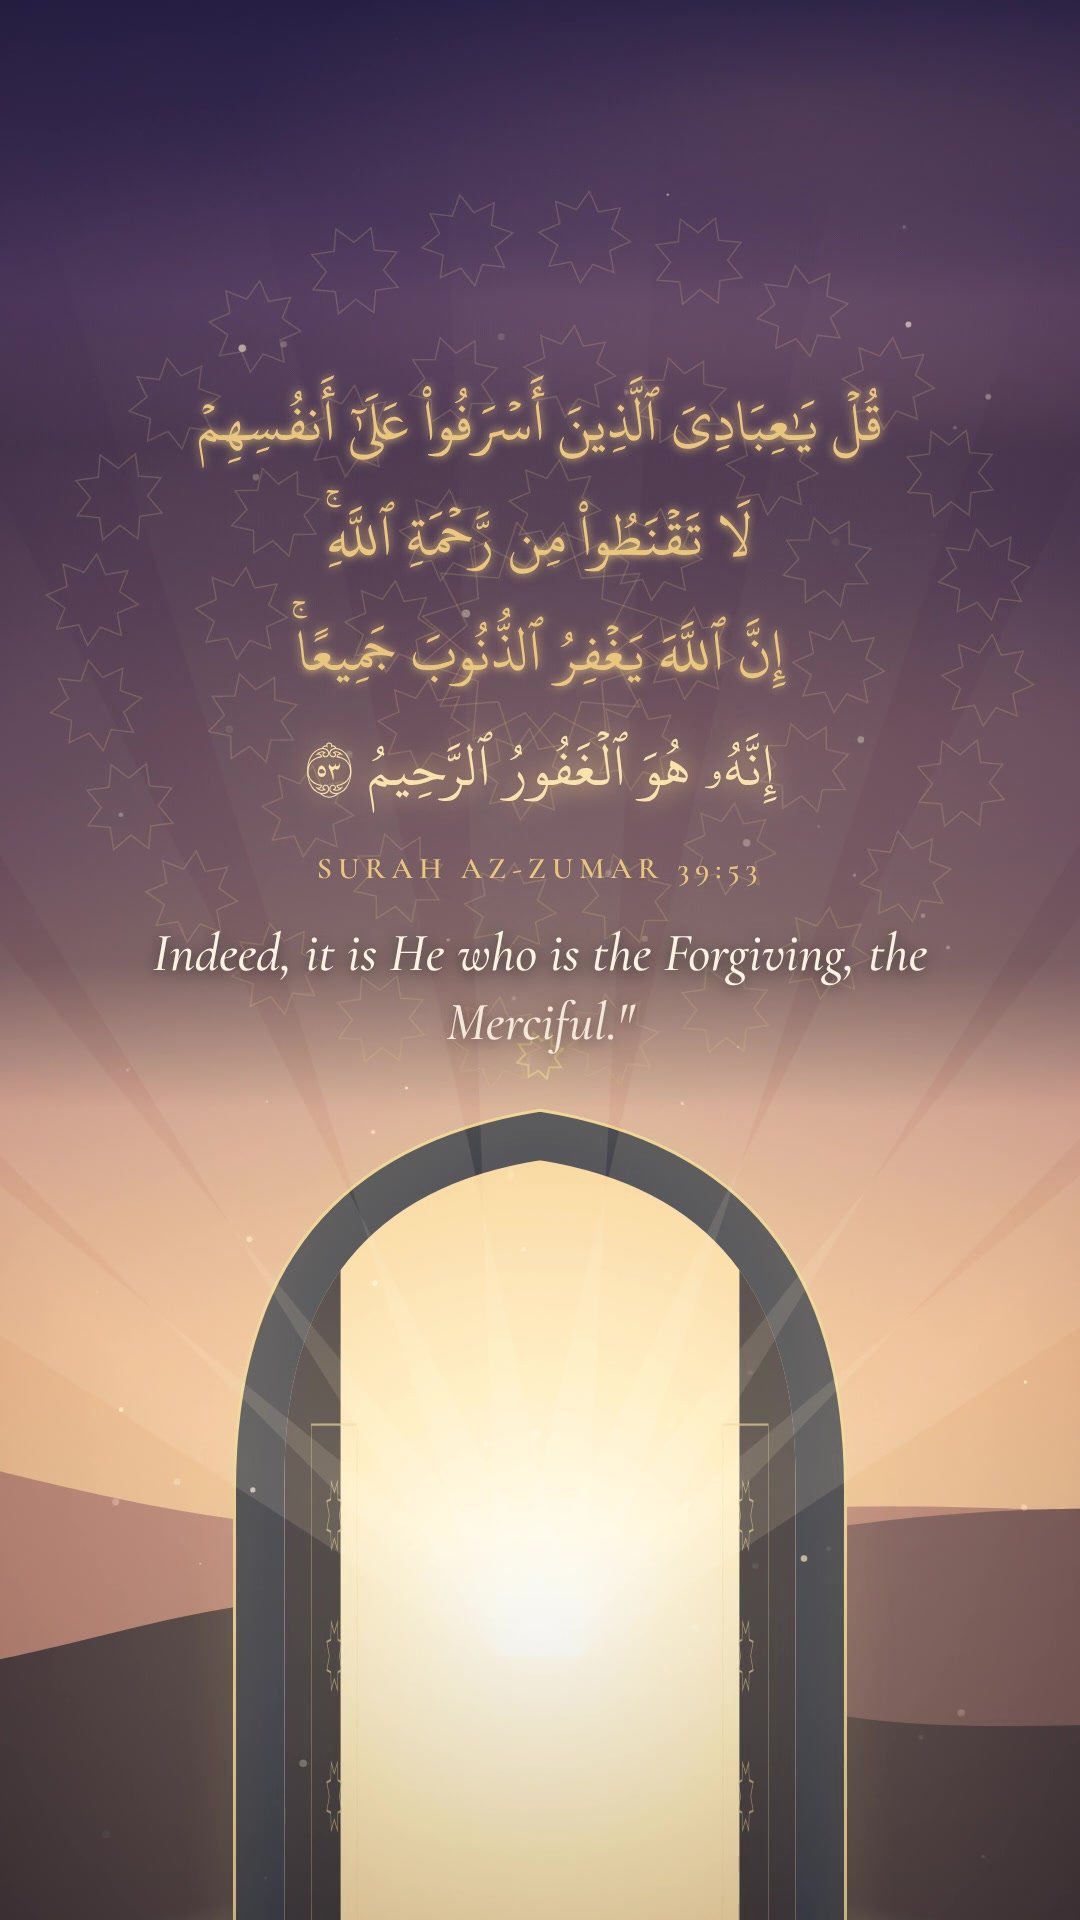 قُلْ يَـٰعِبَادِىَ ٱلَّذِينَ أَسْرَفُوا۟ عَلَىٰٓ أَنفُسِهِمْ
لَا تَقْنَطُوا۟ مِن رَّحْمَةِ ٱللَّهِ ۚ
إِنَّ ٱللَّهَ يَغْفِرُ ٱلذُّنُوبَ جَمِيعًا ۚ
إِنَّهُۥ هُوَ ٱلْغَفُورُ ٱلرَّحِيمُ ۝٥٣
SURAH AZ-ZUMAR 39:53
Indeed, it is He who is the Forgiving, the
Merciful."